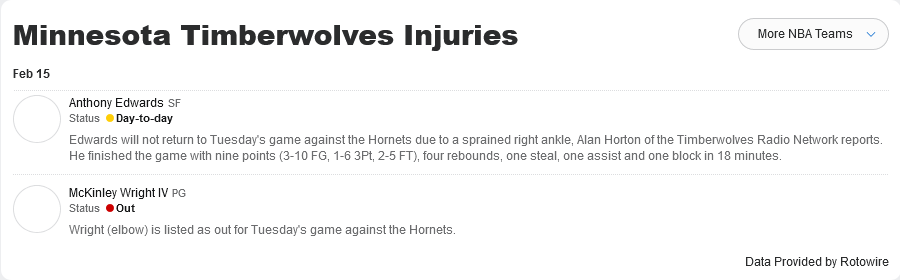 Minnesota Timberwolves Injuries
More NBA Teams
Feb 15
Anthony Edwards SF
Status Day-to-day
Edwards will not return to Tuesday's game against the Hornets due to a sprained right ankle, Alan Horton of the Timberwolves Radio Network reports.
He finished the game with nine points (3-10 FG, 1-6 3Pt, 2-5 FT), four rebounds, one steal, one assist and one block in 18 minutes.
McKinley Wright IV PG
Status Out
Wright (elbow) is listed as out for Tuesday's game against the Hornets.
Data Provided by Rotowire